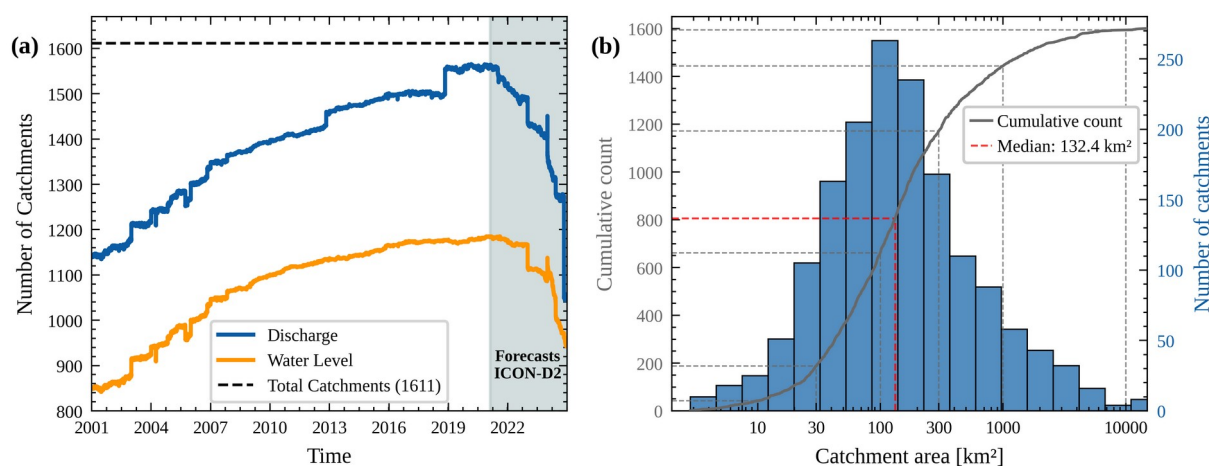 (a)
Number of Catchments
1600
1500
1400
1300
1200
1100
1000
900
800
2001 2004 2007 2010 2013 2016 2019 2022
Time
Discharge
Water Level
Total Catchments (1611)
Forecasts
ICON-D2
(b)
Cumulative count
1600
1400
1200
1000
800
600
400
200
0
10 30 100 300 1000 10000
Catchment area [km²]
Cumulative count
Median: 132.4 km²
250
200
150
100
50
0
Number of catchments